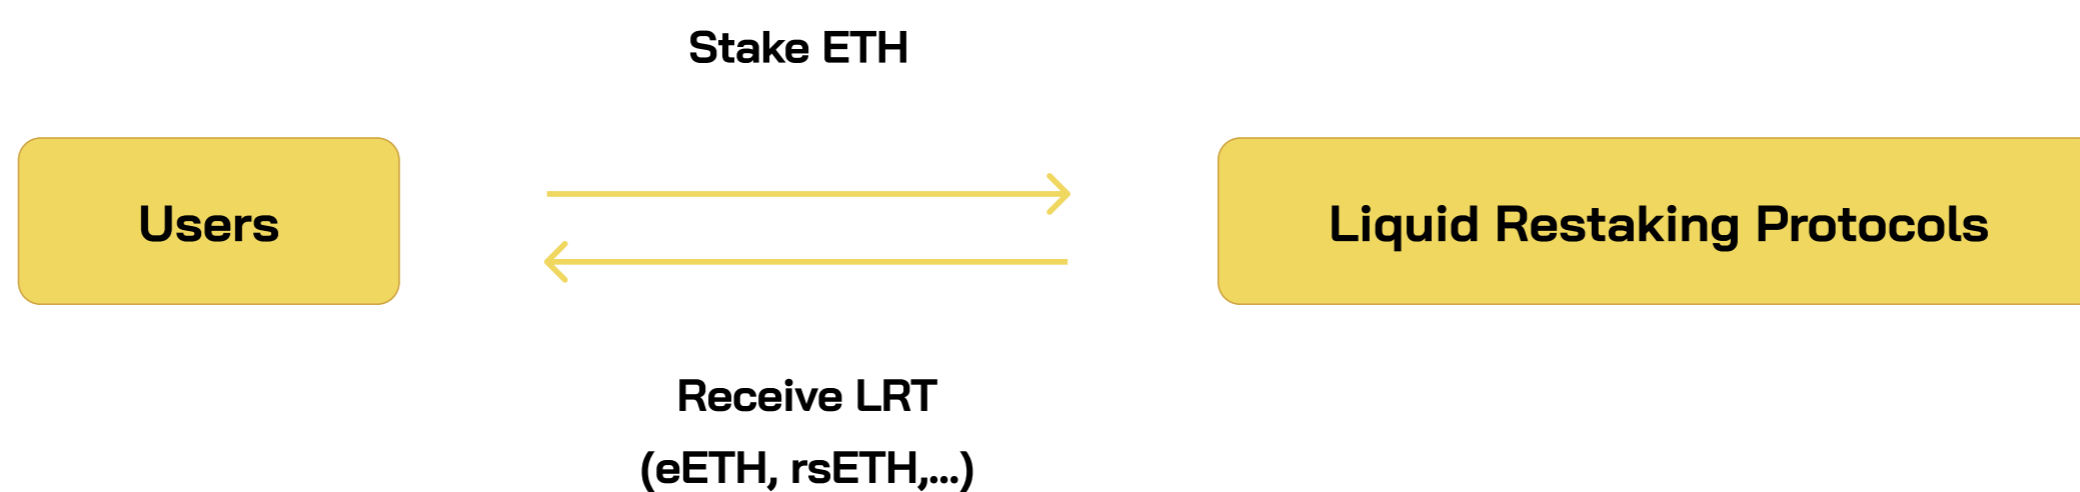 Stake ETH
Users
Liquid Restaking Protocols
Receive LRT
(eETH, rsETH,...)